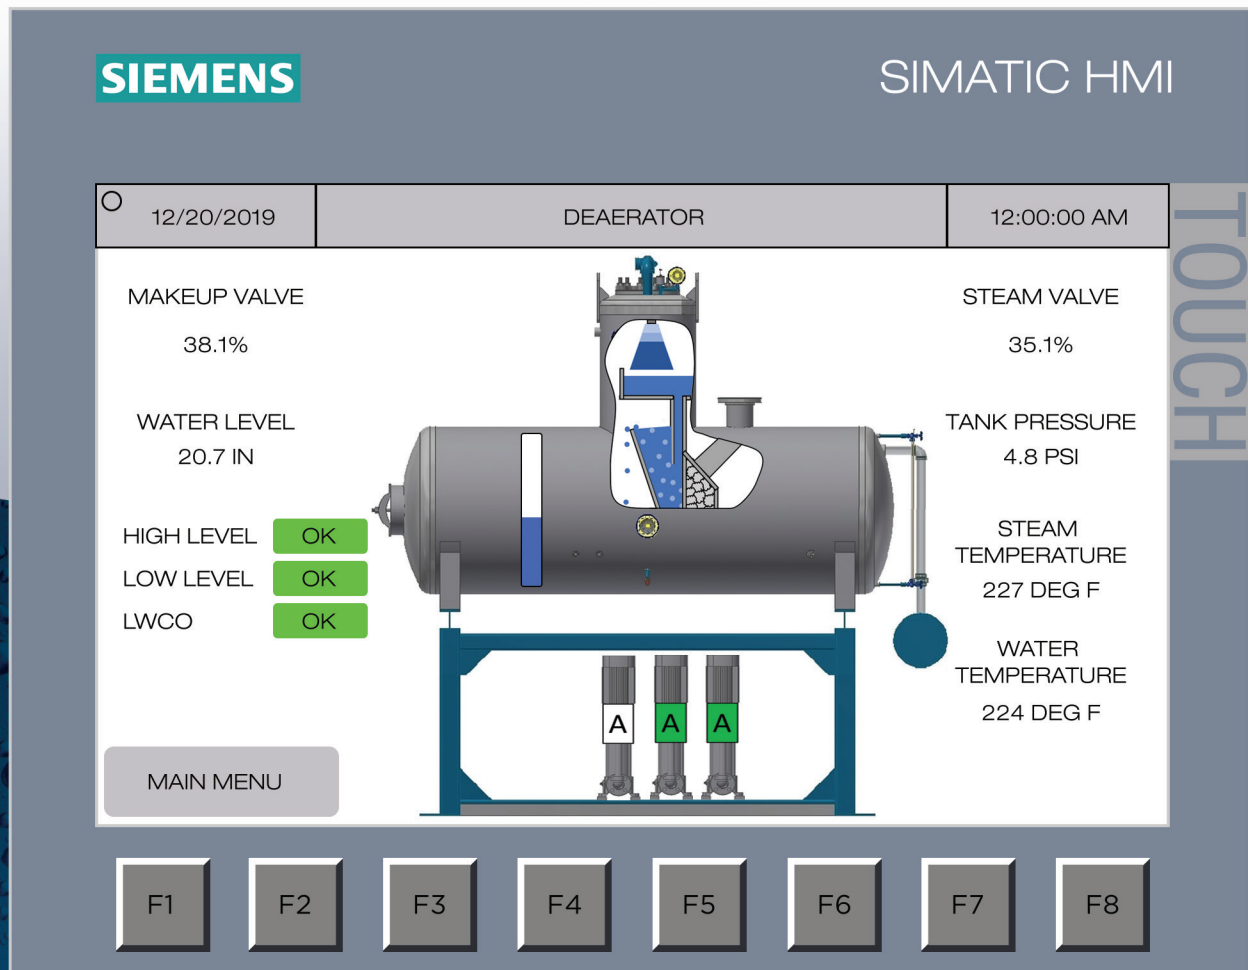 SIEMENS
SIMATIC HMI
TOUCH
12/20/2019
DEAERATOR
12:00:00 AM
MAKEUP VALVE
38.1%
WATER LEVEL
20.7 IN
HIGH LEVEL OK
LOW LEVEL OK
LWCO OK
STEAM VALVE
35.1%
TANK PRESSURE
4.8 PSI
STEAM
TEMPERATURE
227 DEG F
WATER
TEMPERATURE
224 DEG F
A A A
MAIN MENU
F1 F2 F3 F4 F5 F6 F7 F8